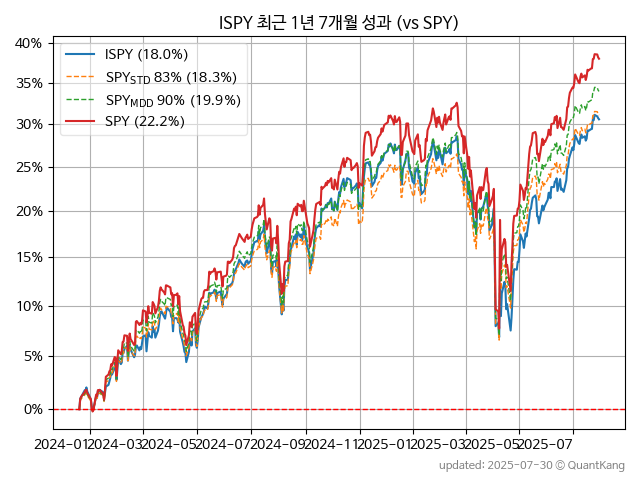 ISPY 최근 1년 7개월 성과 (vs SPY)
40%
35%
30%
25%
20%
15%
10%
5%
0%
ISPY (18.0%)
SPYSTD 83% (18.3%)
SPYMDD 90% (19.9%)
SPY (22.2%)
2024-01 2024-03 2024-05 2024-07 2024-09 2024-11 2025-01 2025-03 2025-05 2025-07
updated: 2025-07-30 © QuantKang